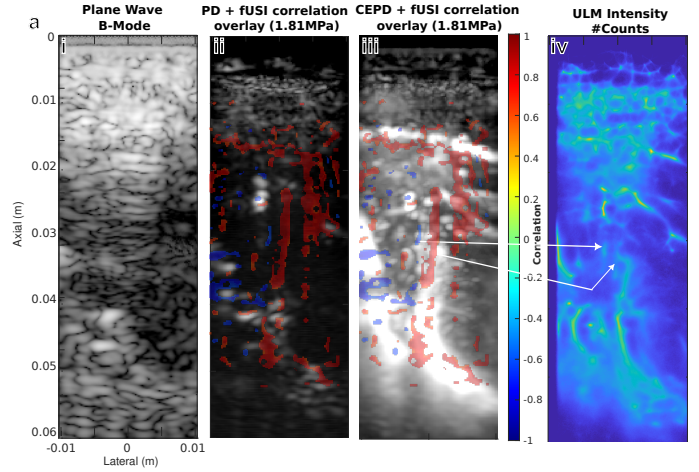 a
Plane Wave
B-Mode
PD + fUSI correlation
overlay (1.81MPa)
CEPD + fUSI correlation
overlay (1.81MPa)
ULM Intensity
#Counts
i
ii
iii
iv
0
0.01
0.02
0.03
0.04
0.05
0.06
Axial (m)
-0.01
0
0.01
Lateral (m)
1
0.8
0.6
0.4
0.2
0
-0.2
-0.4
-0.6
-0.8
-1
Correlation